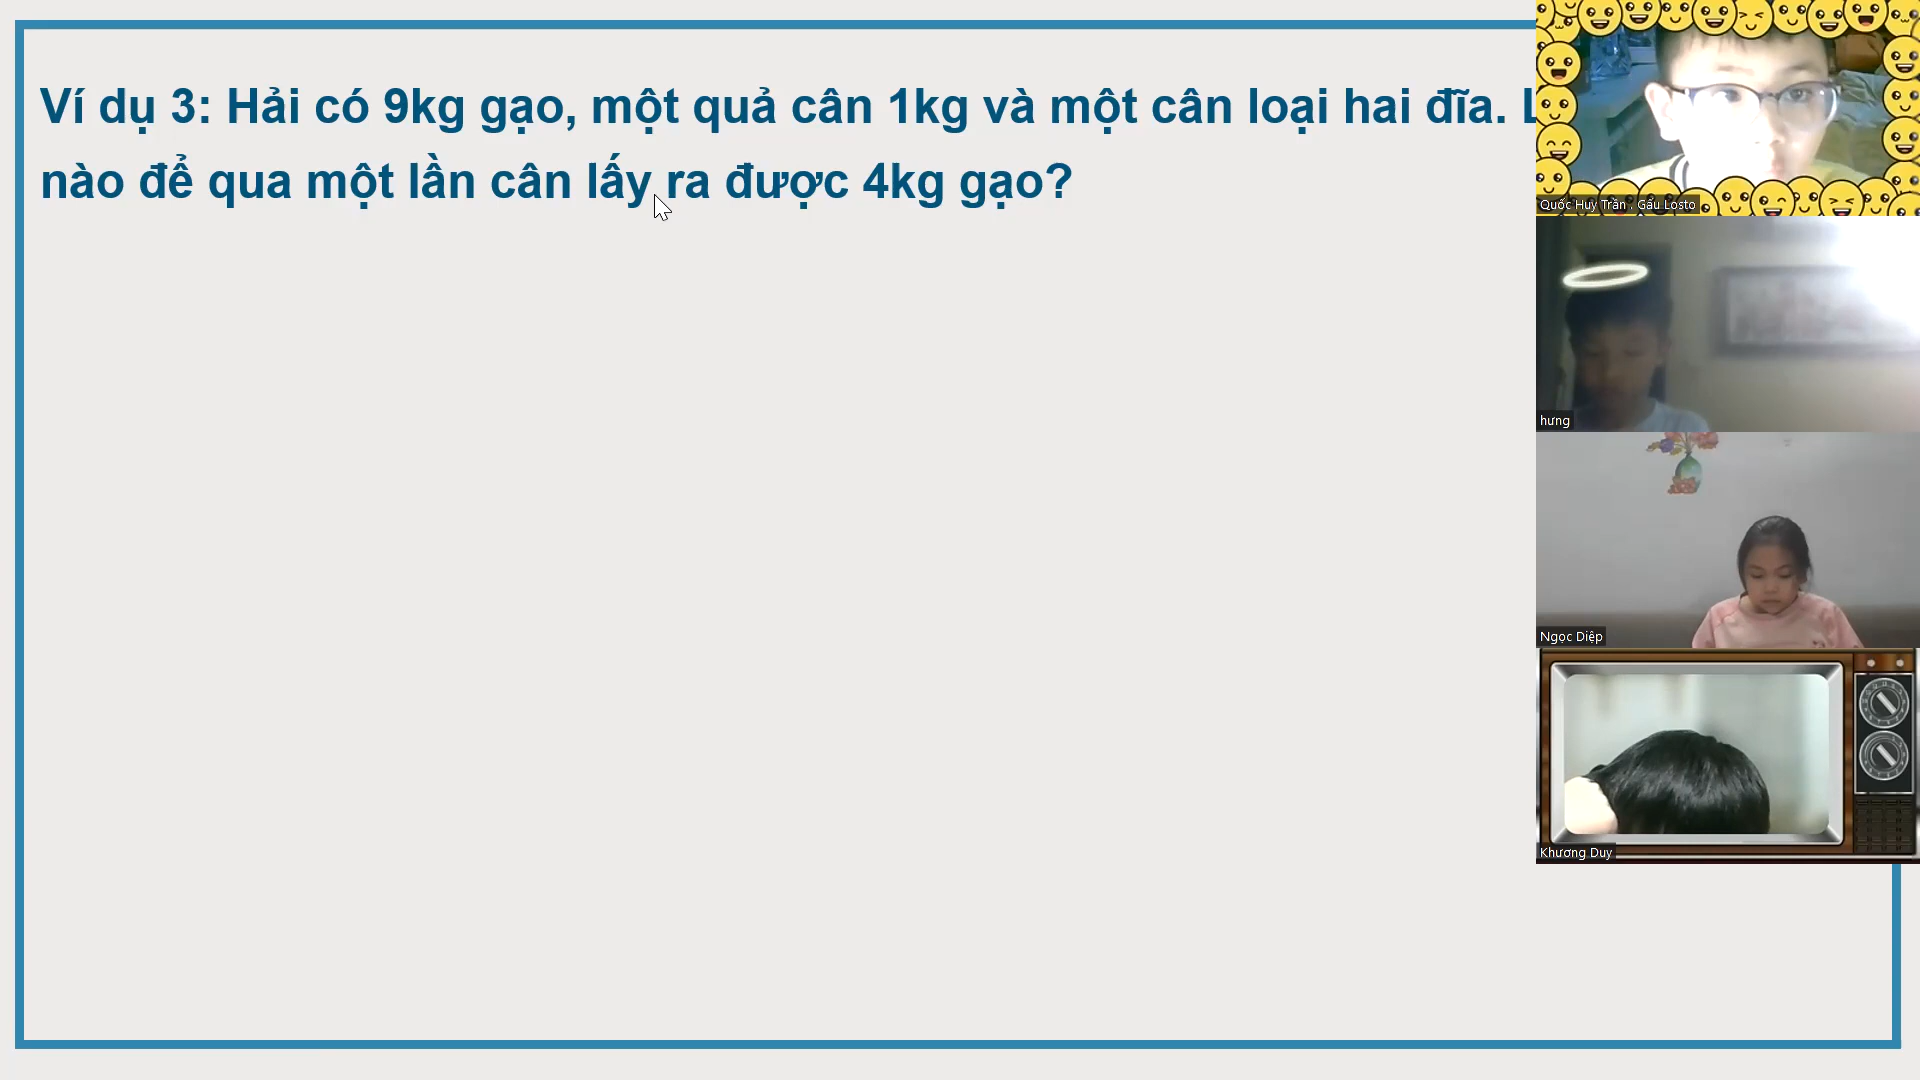 Ví dụ 3: Hải có 9kg gạo, một quả cân 1kg và một cân loại hai đĩa.
nào để qua một lần cân lấy ra được 4kg gạo?
Quốc Huy Trần . Gấu Losto
hưng
Ngọc Diệp
Khương Duy